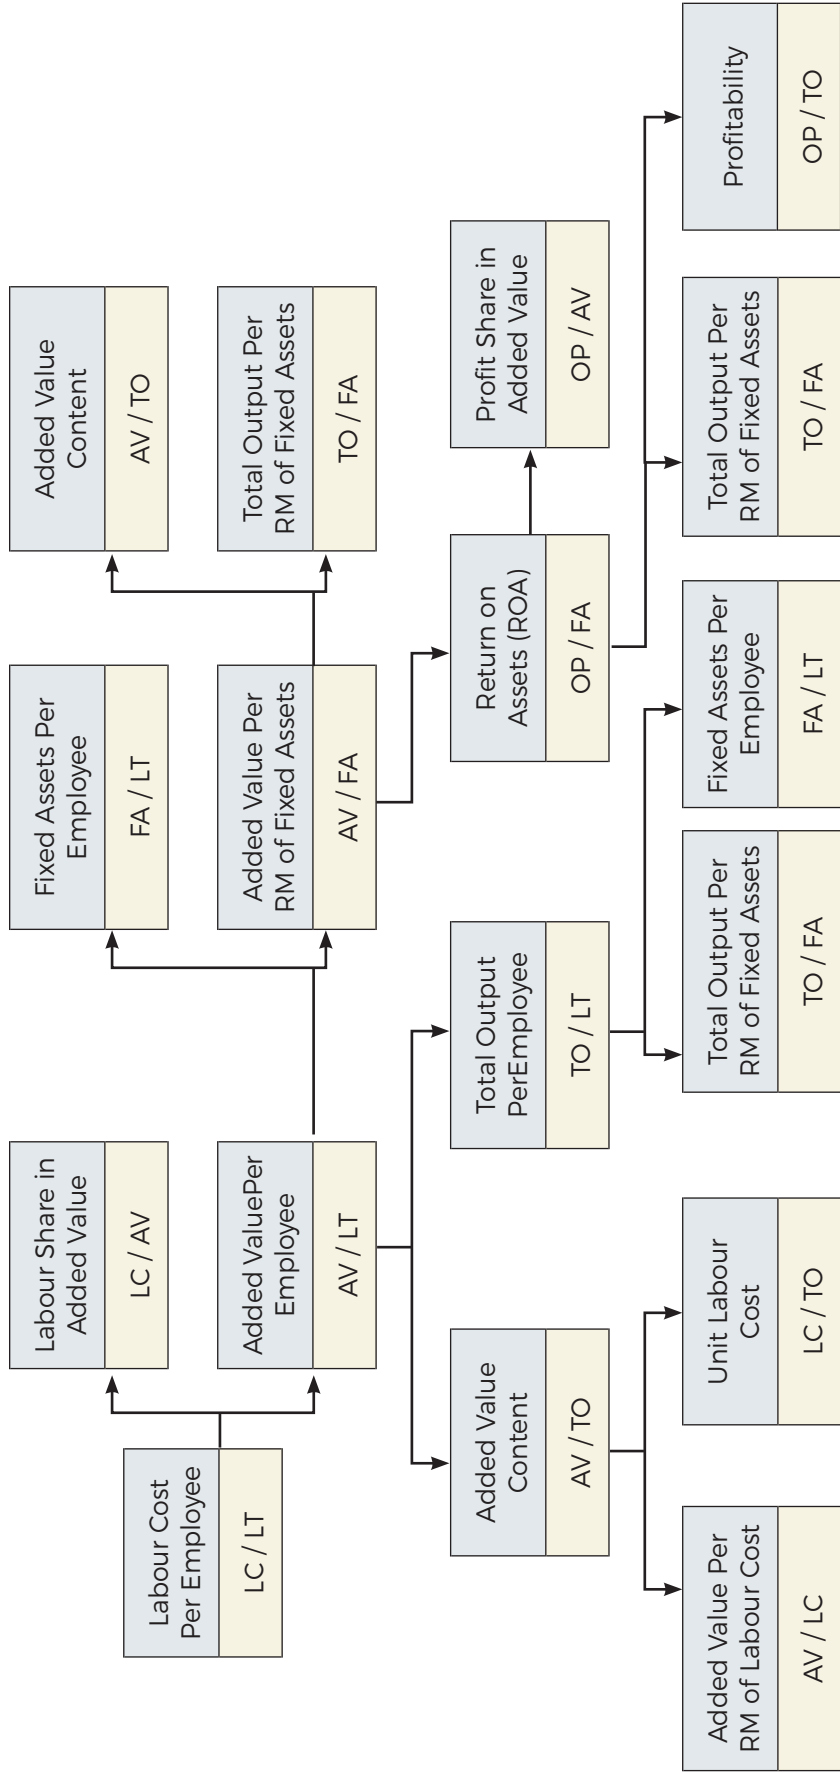 Labour Share in
Added Value
LC / AV
Fixed Assets Per
Employee
FA / LT
Added Value
Content
AV / TO
Labour Cost
Per Employee
LC / LT
Added ValuePer
Employee
AV / LT
Added Value Per
RM of Fixed Assets
AV / FA
Total Output Per
RM of Fixed Assets
TO / FA
Added Value
Content
AV / TO
Total Output
PerEmployee
TO / LT
Return on
Assets (ROA)
OP / FA
Profit Share in
Added Value
OP / AV
Added Value Per
RM of Labour Cost
AV / LC
Unit Labour
Cost
LC / TO
Total Output Per
RM of Fixed Assets
TO / FA
Fixed Assets Per
Employee
FA / LT
Total Output Per
RM of Fixed Assets
TO / FA
Profitability
OP / TO